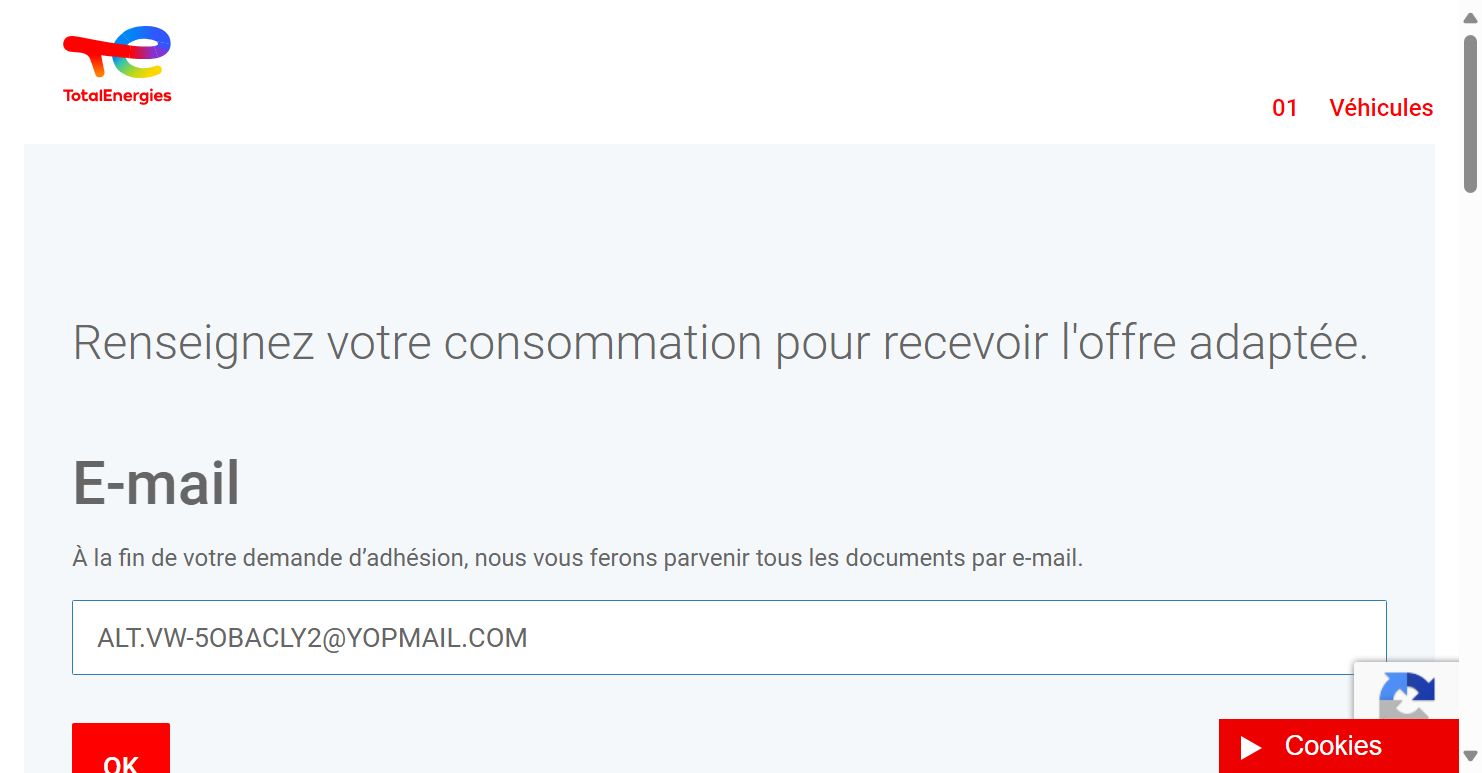 TotalEnergies
01 Véhicules
Renseignez votre consommation pour recevoir l'offre adaptée.
E-mail
À la fin de votre demande d’adhésion, nous vous ferons parvenir tous les documents par e-mail.
ALT.VW-5OBACLY2@YOPMAIL.COM
OK
Cookies